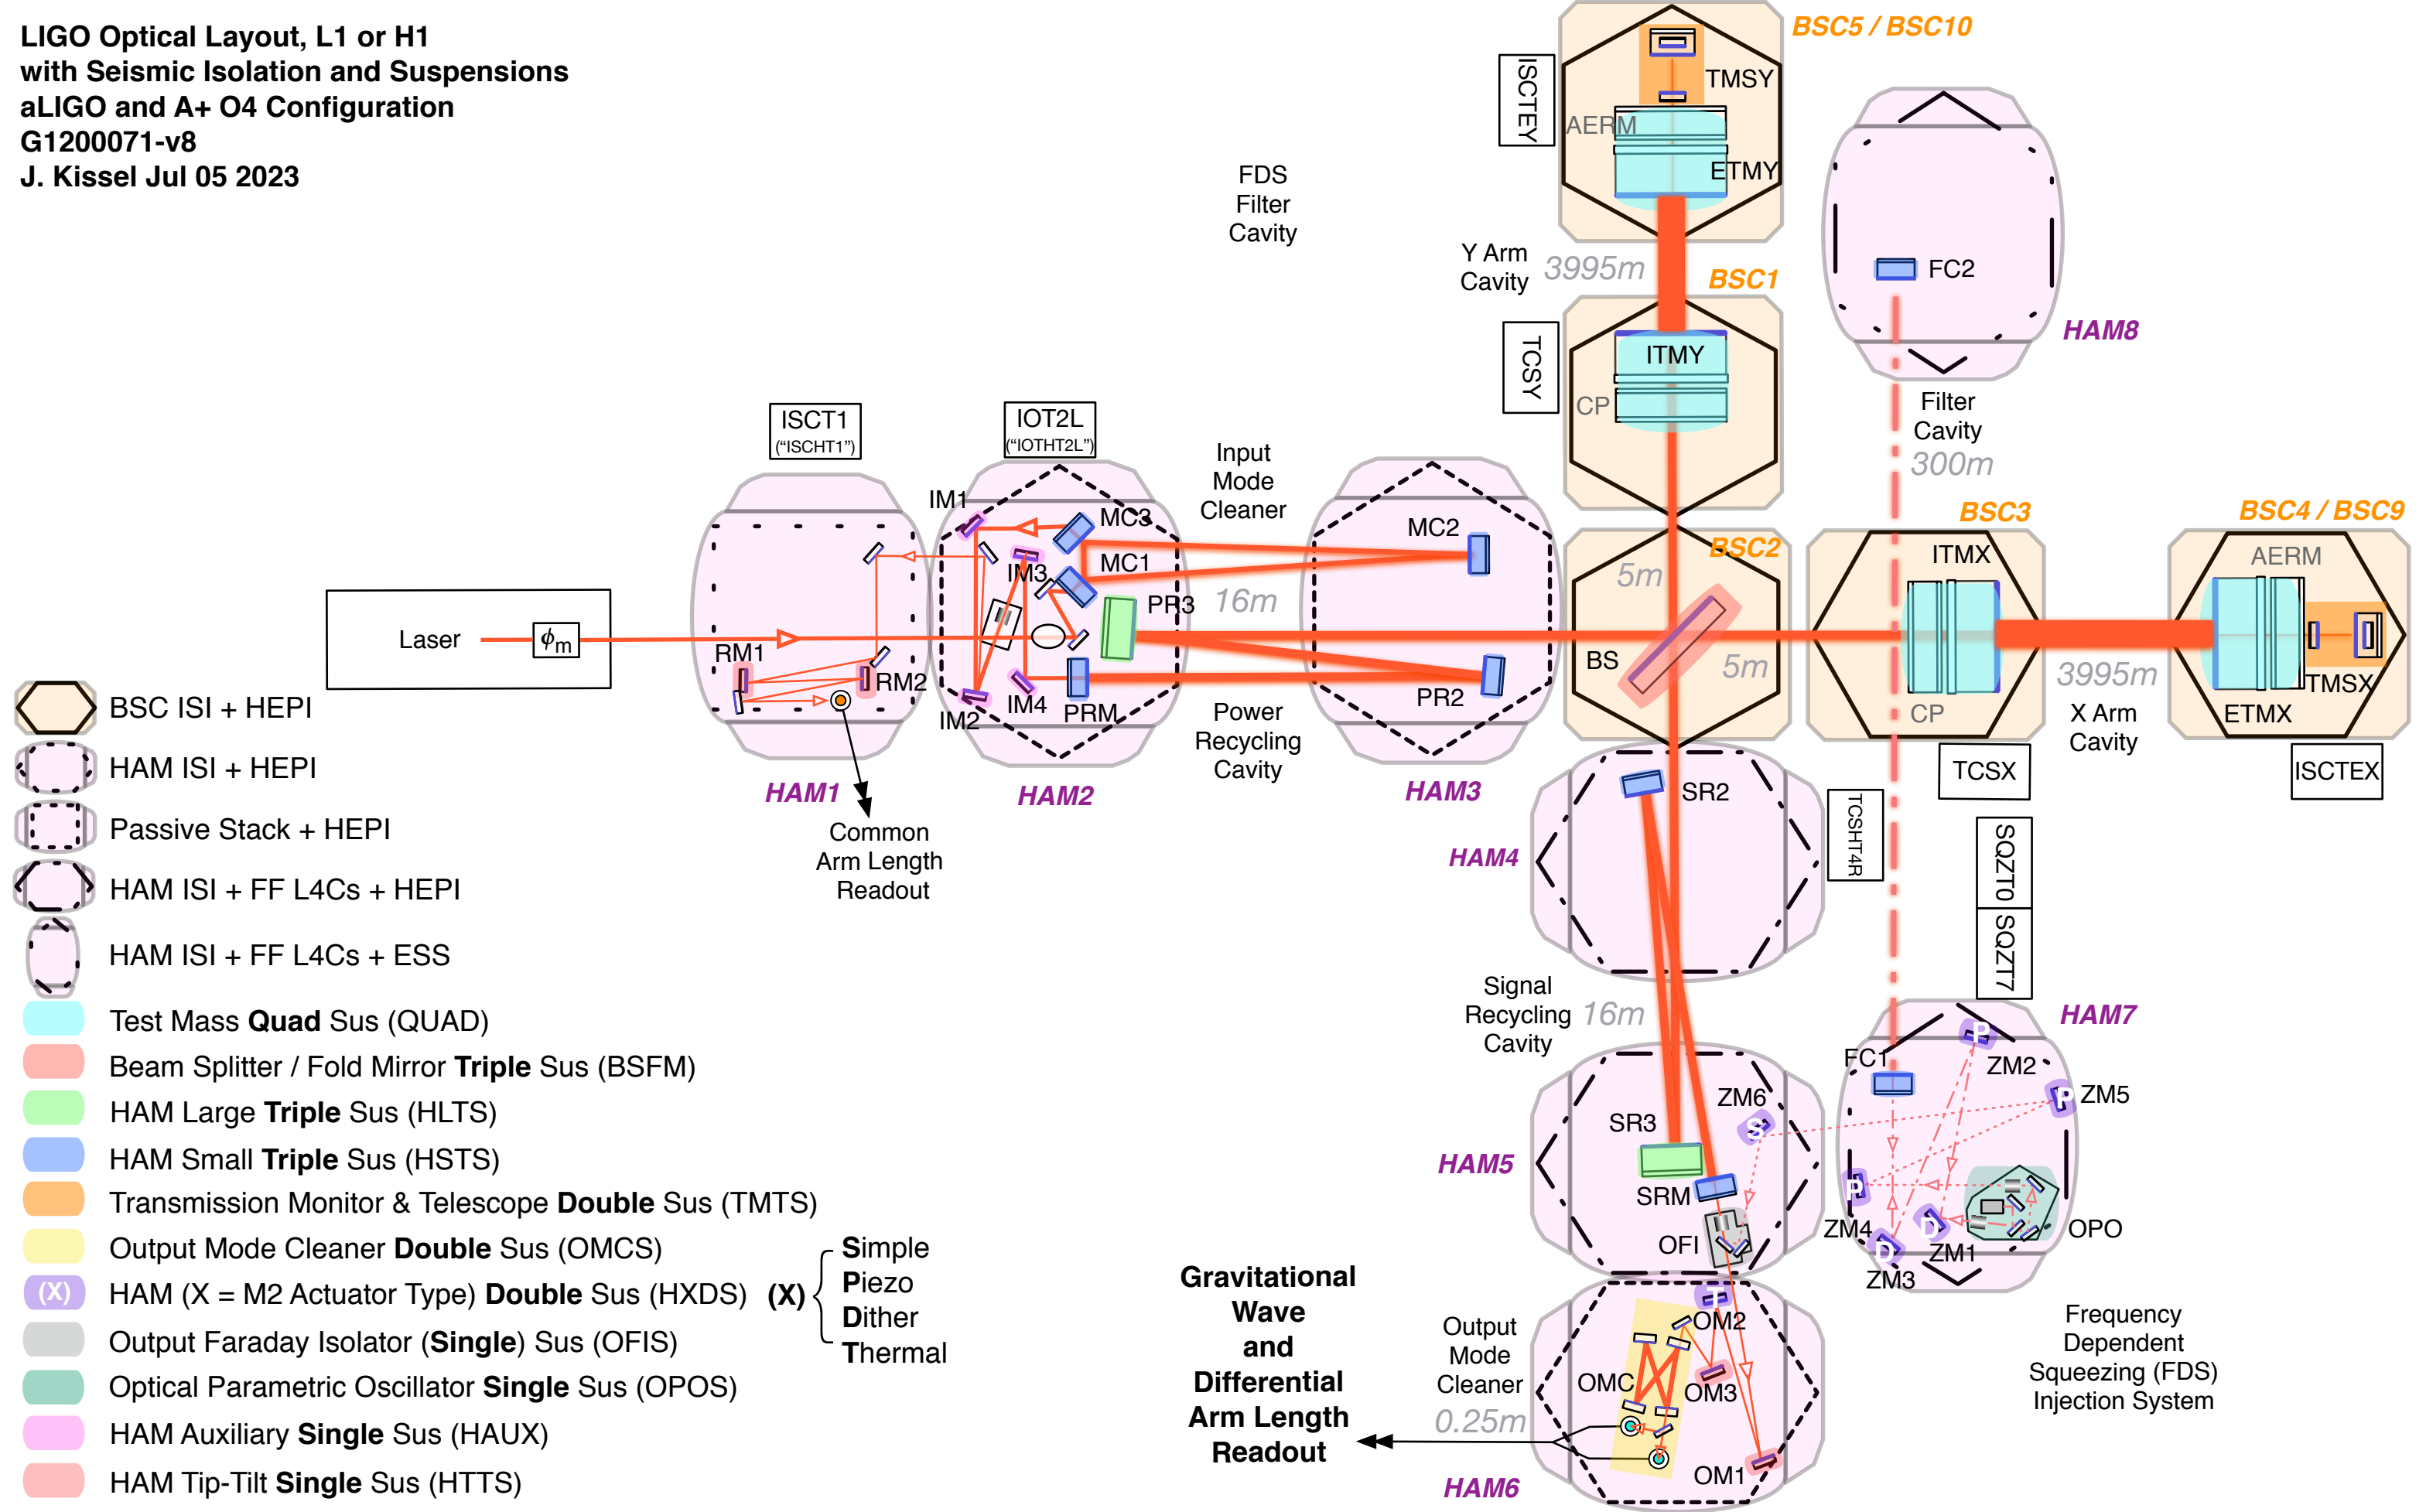 LIGO Optical Layout, L1 or H1
with Seismic Isolation and Suspensions
aLIGO and A+ O4 Configuration
G1200071-v8
J. Kissel Jul 05 2023
BSC5 / BSC10
ISCTEY
TMSY
AERM
ETMY
FDS
Filter
Cavity
Y Arm
Cavity
3995m
BSC1
TCSY
ITMY
CP
FC2
HAM8
Filter
Cavity
300m
ISCT1
("ISCHT1")
IOT2L
("IOTHT2L")
Input
Mode
Cleaner
IM1
MC3
MC1
IM3
PR3
16m
MC2
BSC2
5m
BS
5m
BSC3
ITMX
CP
BSC4 / BSC9
AERM
TMSX
ETMX
3995m
X Arm
Cavity
TCSX
ISCTEX
Laser
ϕm
RM1
RM2
IM2
IM4
PRM
PR2
Power
Recycling
Cavity
HAM1
HAM2
HAM3
Common
Arm Length
Readout
SR2
HAM4
TCSHT4R
SQZT0
SQZT7
Signal
Recycling
Cavity
16m
HAM7
FC1
P
ZM2
P
ZM5
P
ZM4
D
ZM3
D
ZM1
OPO
ZM6
S
SR3
SRM
OFI
HAM5
Gravitational
Wave
and
Differential
Arm Length
Readout
Output
Mode
Cleaner
0.25m
T
OM2
OMC
OM3
OM1
HAM6
Frequency
Dependent
Squeezing (FDS)
Injection System
BSC ISI + HEPI
HAM ISI + HEPI
Passive Stack + HEPI
HAM ISI + FF L4Cs + HEPI
HAM ISI + FF L4Cs + ESS
Test Mass Quad Sus (QUAD)
Beam Splitter / Fold Mirror Triple Sus (BSFM)
HAM Large Triple Sus (HLTS)
HAM Small Triple Sus (HSTS)
Transmission Monitor & Telescope Double Sus (TMTS)
Output Mode Cleaner Double Sus (OMCS)
(X) HAM (X = M2 Actuator Type) Double Sus (HXDS) (X)
Simple
Piezo
Dither
Thermal
Output Faraday Isolator (Single) Sus (OFIS)
Optical Parametric Oscillator Single Sus (OPOS)
HAM Auxiliary Single Sus (HAUX)
HAM Tip-Tilt Single Sus (HTTS)